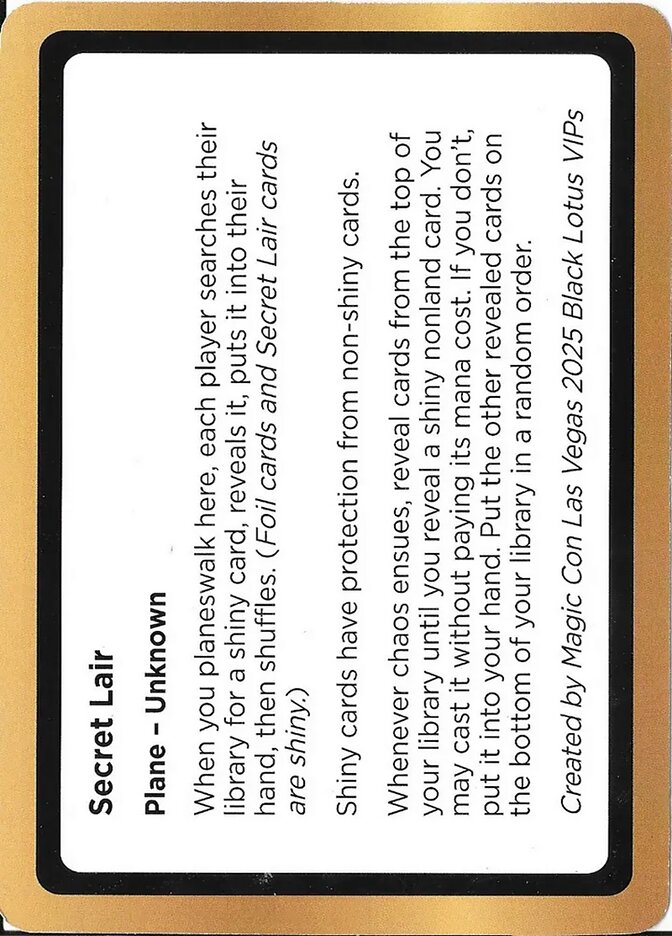 Secret Lair
Plane – Unknown
When you planeswalk here, each player searches their
library for a shiny card, reveals it, puts it into their
hand, then shuffles. (Foil cards and Secret Lair cards
are shiny.)
Shiny cards have protection from non-shiny cards.
Whenever chaos ensues, reveal cards from the top of
your library until you reveal a shiny nonland card. You
may cast it without paying its mana cost. If you don't,
put it into your hand. Put the other revealed cards on
the bottom of your library in a random order.
Created by Magic Con Las Vegas 2025 Black Lotus VIPs